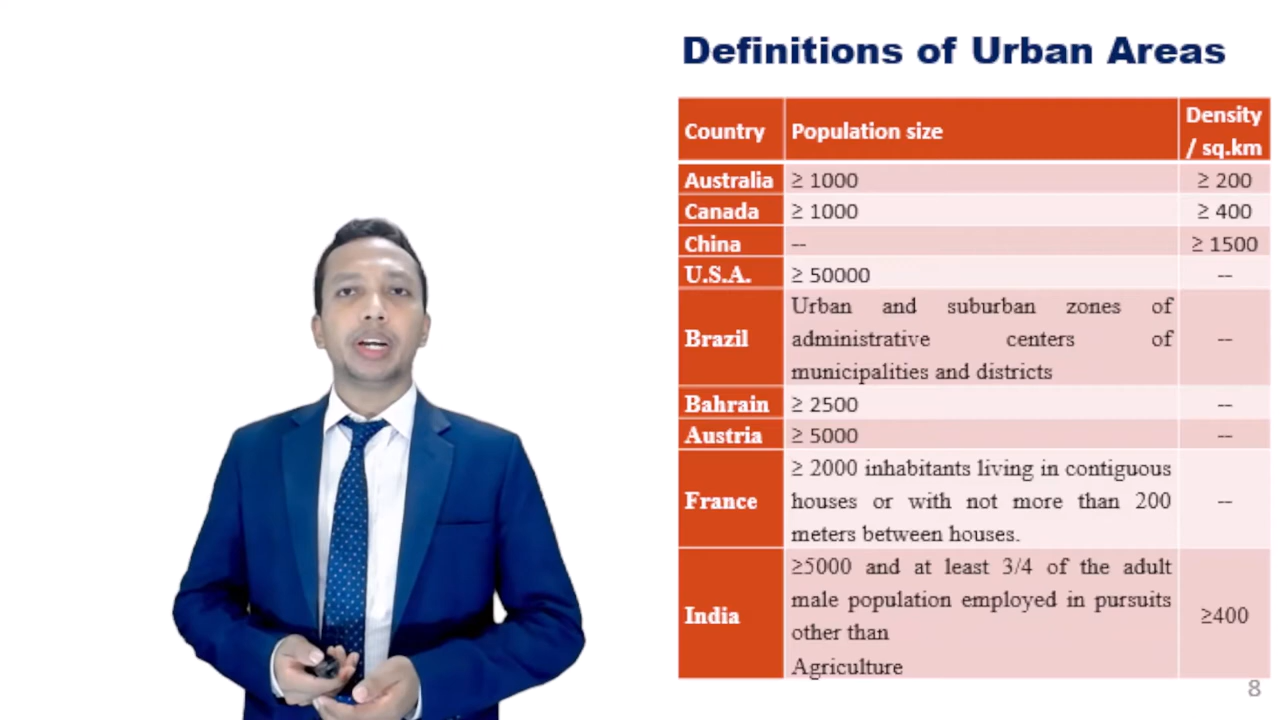 Definitions of Urban Areas
Country Population size Density
/ sq.km
Australia ≥ 1000 ≥ 200
Canada ≥ 1000 ≥ 400
China -- ≥ 1500
U.S.A. ≥ 50000 --
Brazil Urban and suburban zones of
administrative centers of
municipalities and districts --
Bahrain ≥ 2500 --
Austria ≥ 5000 --
France ≥ 2000 inhabitants living in contiguous
houses or with not more than 200
meters between houses. --
India ≥5000 and at least 3/4 of the adult
male population employed in pursuits
other than
Agriculture ≥400
8